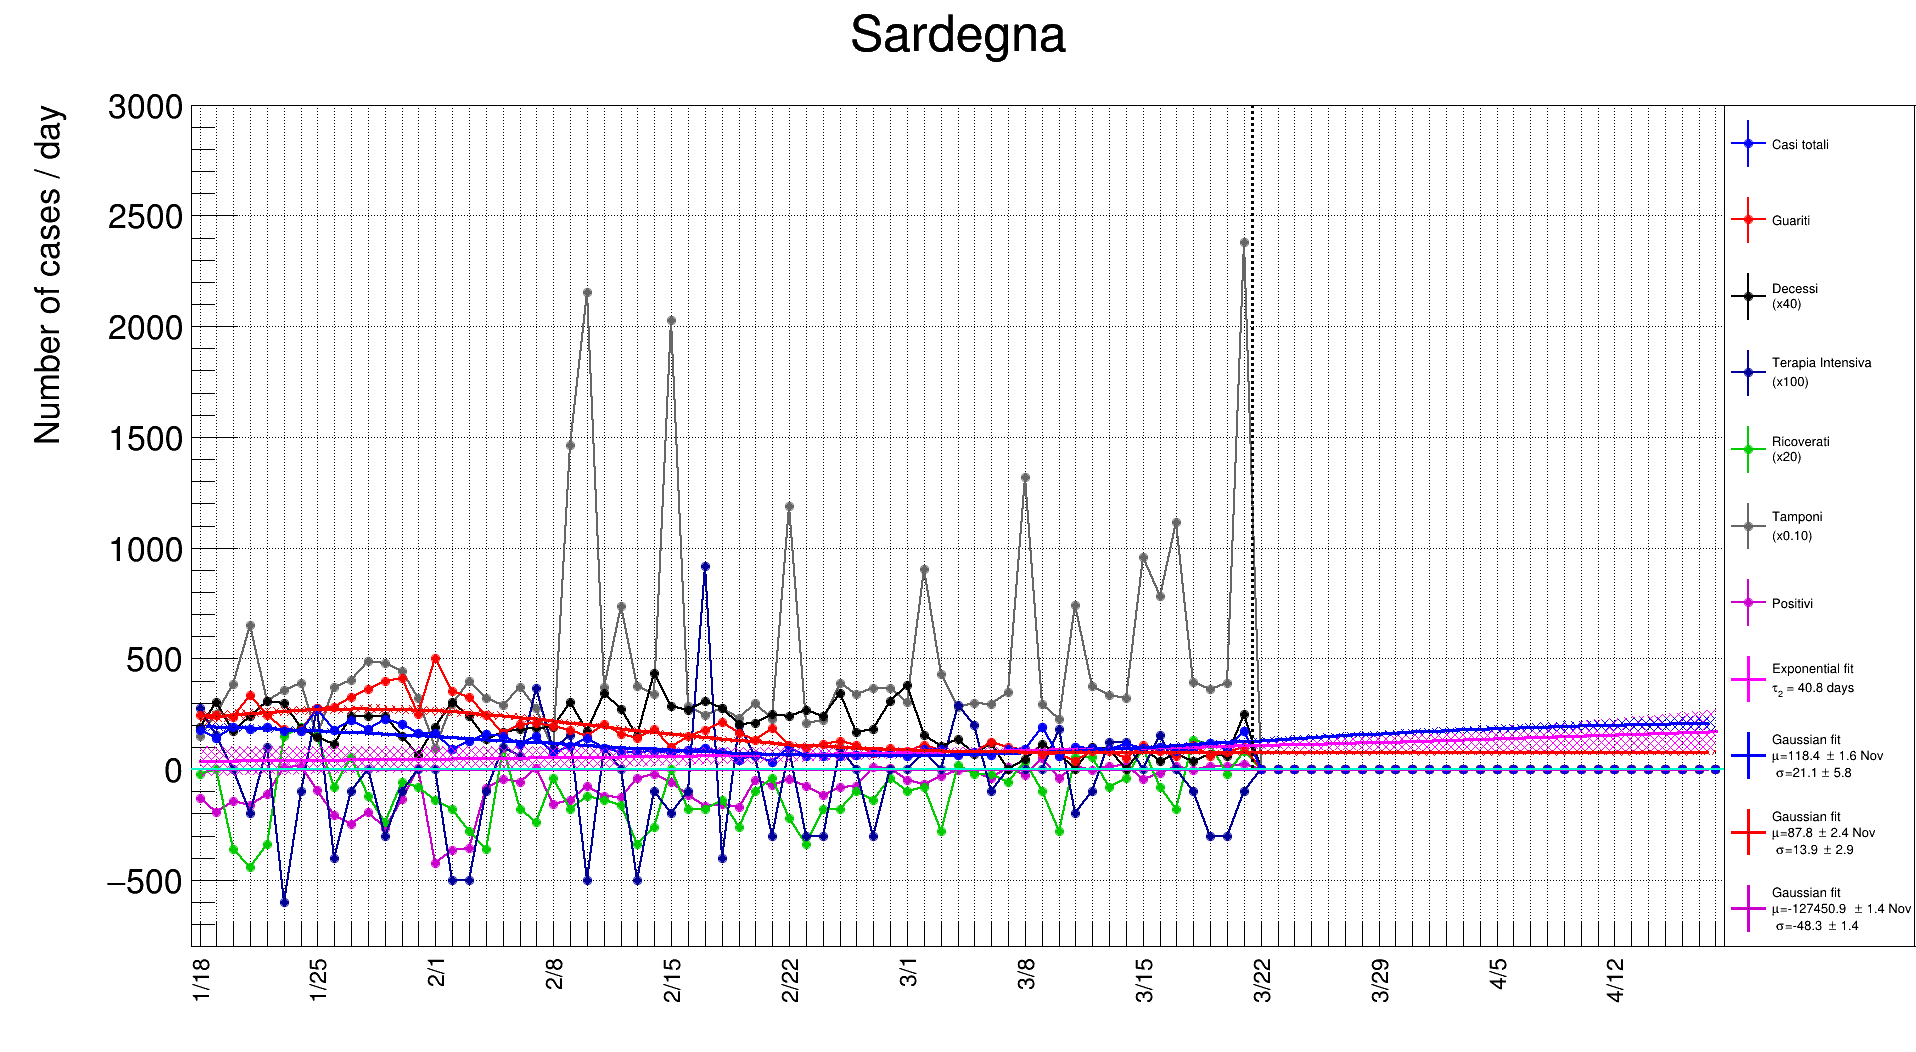 Sardegna
Number of cases / day
3000
2500
2000
1500
1000
500
0
−500
1/18
1/25
2/1
2/8
2/15
2/22
3/1
3/8
3/15
3/22
3/29
4/5
4/12
Casi totali
Guariti
Decessi
(x40)
Terapia Intensiva
(x100)
Ricoverati
(x20)
Tamponi
(x0.10)
Positivi
Exponential fit
τ₂ = 40.8 days
Gaussian fit
μ=118.4 ± 1.6 Nov
σ=21.1 ± 5.8
Gaussian fit
μ=87.8 ± 2.4 Nov
σ=13.9 ± 2.9
Gaussian fit
μ=-127450.9 ± 1.4 Nov
σ=-48.3 ± 1.4